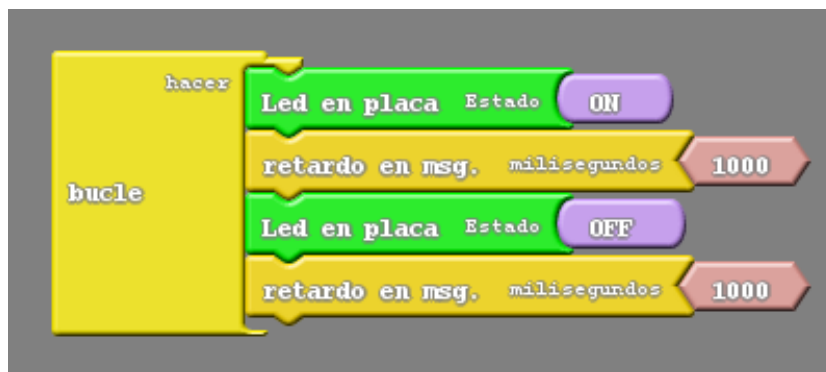 hacer
Led en placa Estado ON
retardo en msg. milisegundos 1000
bucle
Led en placa Estado OFF
retardo en msg. milisegundos 1000